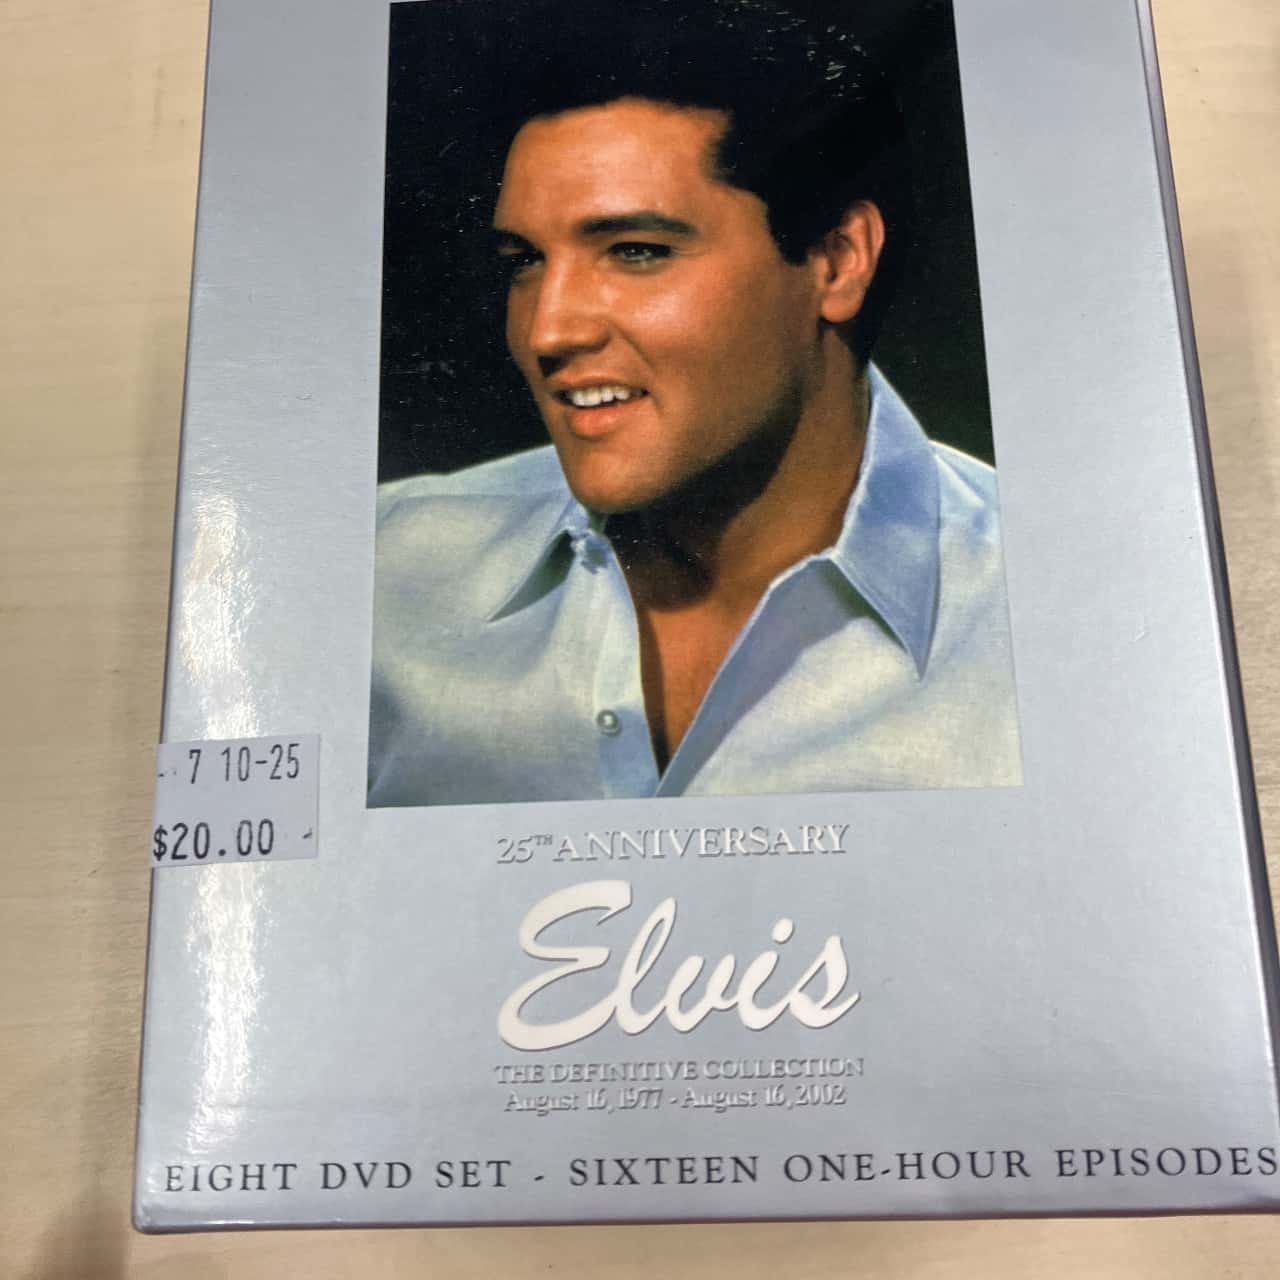 7 10-25
$20.00
25TH ANNIVERSARY
Elvis
THE DEFINITIVE COLLECTION
August 16, 1977 - August 16, 2002
EIGHT DVD SET - SIXTEEN ONE-HOUR EPISODES